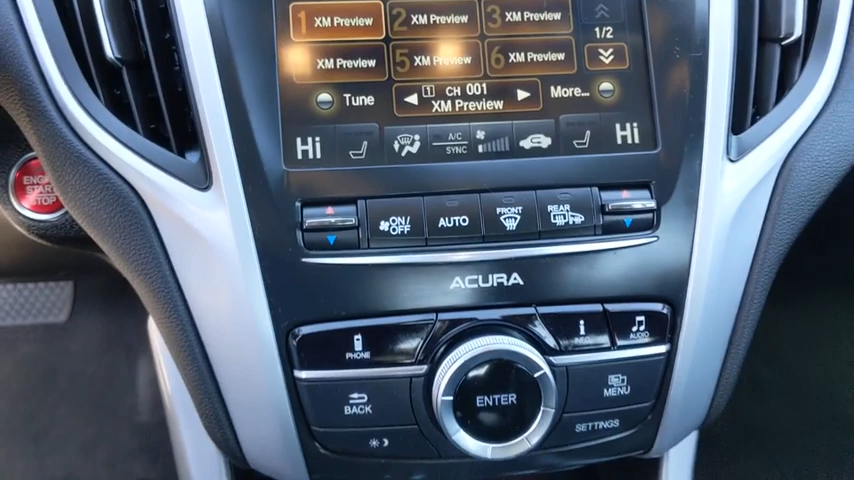 1 XM Preview 2 XM Preview 3 XM Preview
1/2
XM Preview 5 XM Preview 6 XM Preview
Tune 1 CH 001 More...
XM Preview
Hi A/C Hi
SYNC
ENGINE
START
STOP
ON/
OFF
AUTO
FRONT
REAR
ACURA
PHONE
INFO
AUDIO
BACK
ENTER
MENU
SETTINGS